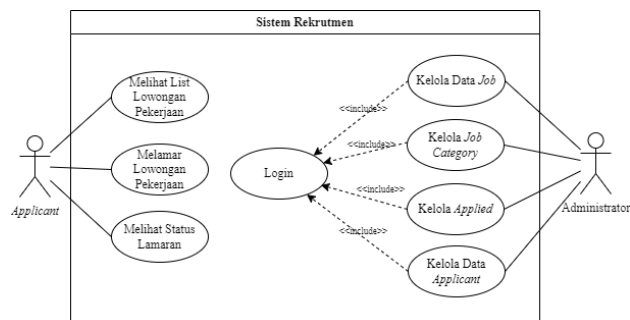 Sistem Rekrutmen
Melihat List
Lowongan
Pekerjaan
Melamar
Lowongan
Pekerjaan
Melihat Status
Lamaran
Applicant
Login
<<include>>
<<include>>
<<include>>
<<include>>
Kelola Data Job
Kelola Job
Category
Kelola Applied
Kelola Data
Applicant
Administrator